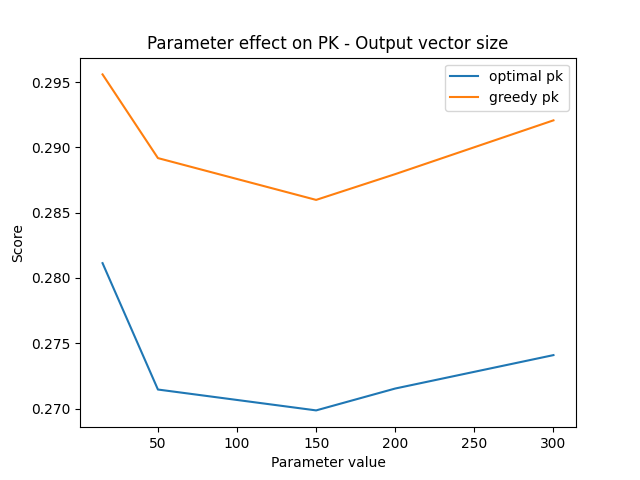 Parameter effect on PK - Output vector size
optimal pk
greedy pk
0.295
0.290
0.285
0.280
0.275
0.270
Score
50
100
150
200
250
300
Parameter value